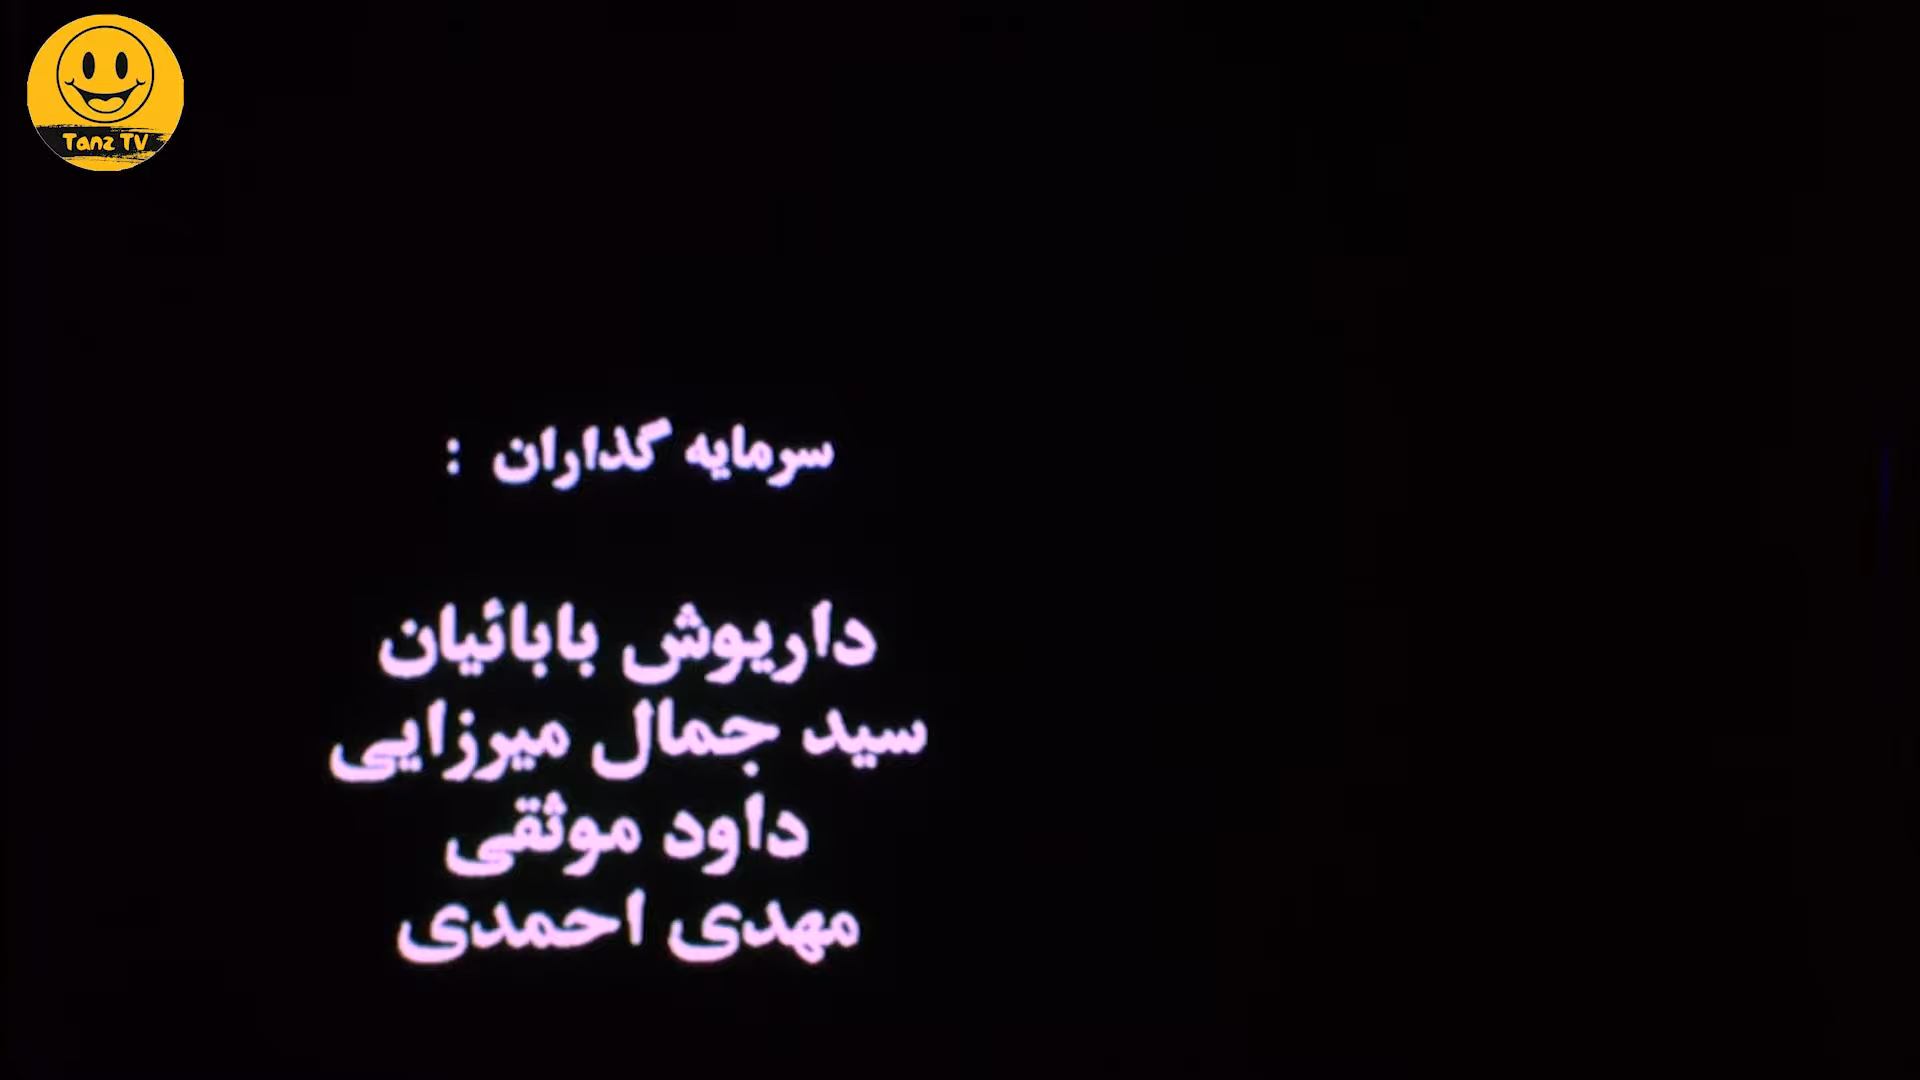 Tanz TV
سرمایه گذاران :
داریوش بابائیان
سید جمال میرزایی
داود موثقی
مهدی احمدی